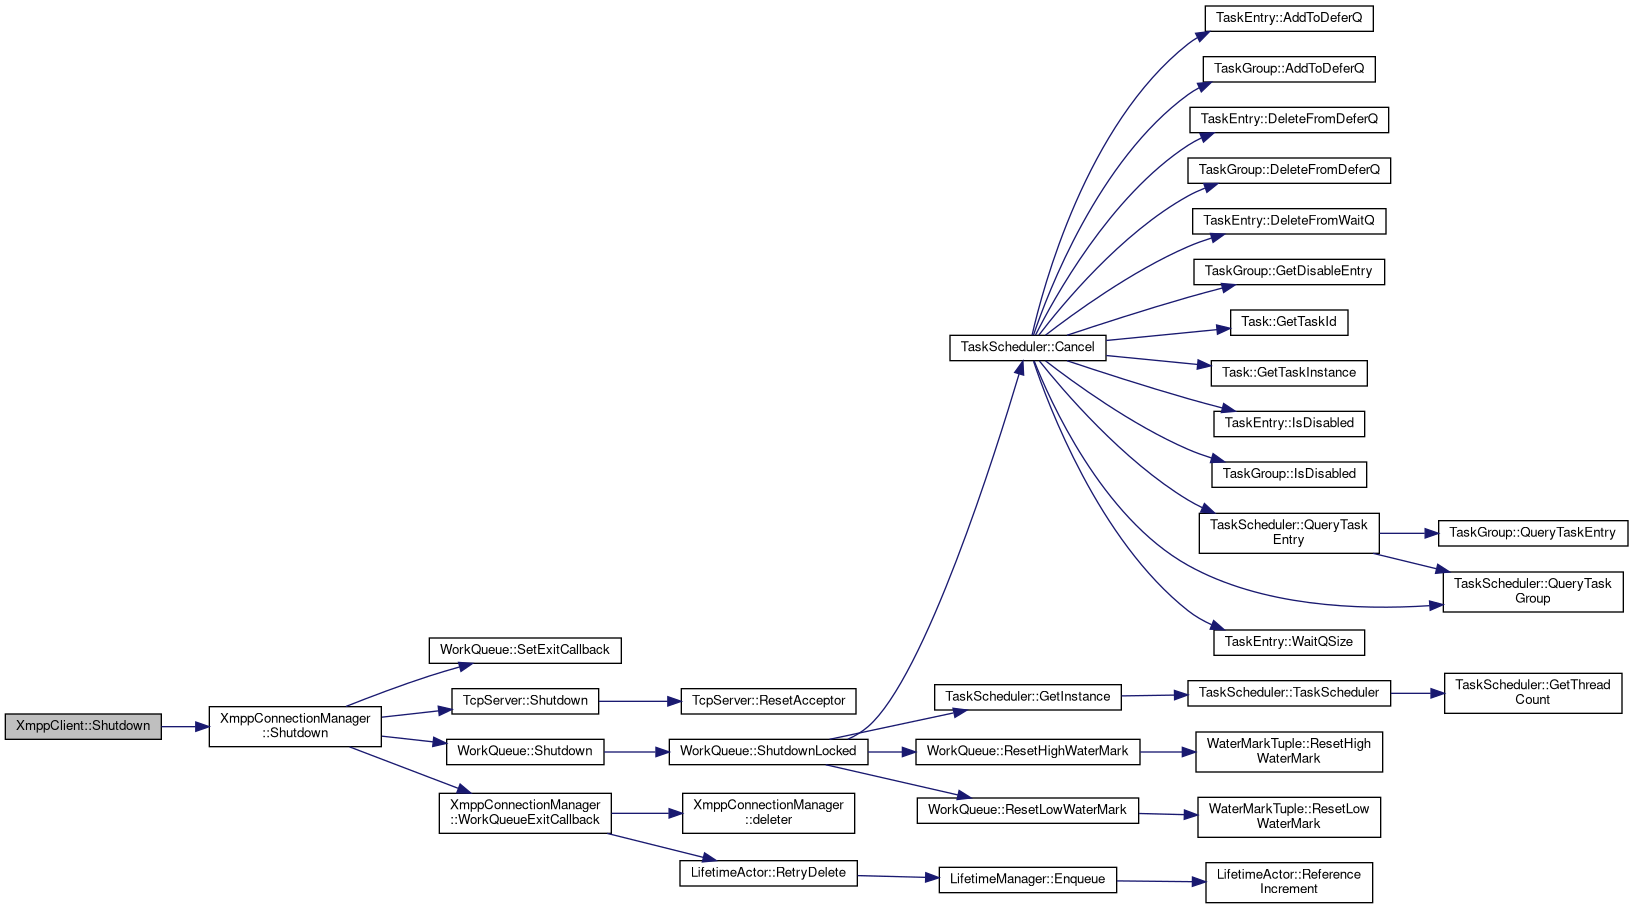 XmppClient::Shutdown
XmppConnectionManager
::Shutdown
WorkQueue::SetExitCallback
TcpServer::Shutdown
WorkQueue::Shutdown
XmppConnectionManager
::WorkQueueExitCallback
TcpServer::ResetAcceptor
WorkQueue::ShutdownLocked
XmppConnectionManager
::deleter
LifetimeActor::RetryDelete
TaskScheduler::Cancel
TaskScheduler::GetInstance
WorkQueue::ResetHighWaterMark
WorkQueue::ResetLowWaterMark
LifetimeManager::Enqueue
TaskEntry::AddToDeferQ
TaskGroup::AddToDeferQ
TaskEntry::DeleteFromDeferQ
TaskGroup::DeleteFromDeferQ
TaskEntry::DeleteFromWaitQ
TaskGroup::GetDisableEntry
Task::GetTaskId
Task::GetTaskInstance
TaskEntry::IsDisabled
TaskGroup::IsDisabled
TaskScheduler::QueryTask
Entry
TaskEntry::WaitQSize
TaskScheduler::TaskScheduler
WaterMarkTuple::ResetHigh
WaterMark
WaterMarkTuple::ResetLow
WaterMark
LifetimeActor::Reference
Increment
TaskGroup::QueryTaskEntry
TaskScheduler::QueryTask
Group
TaskScheduler::GetThread
Count